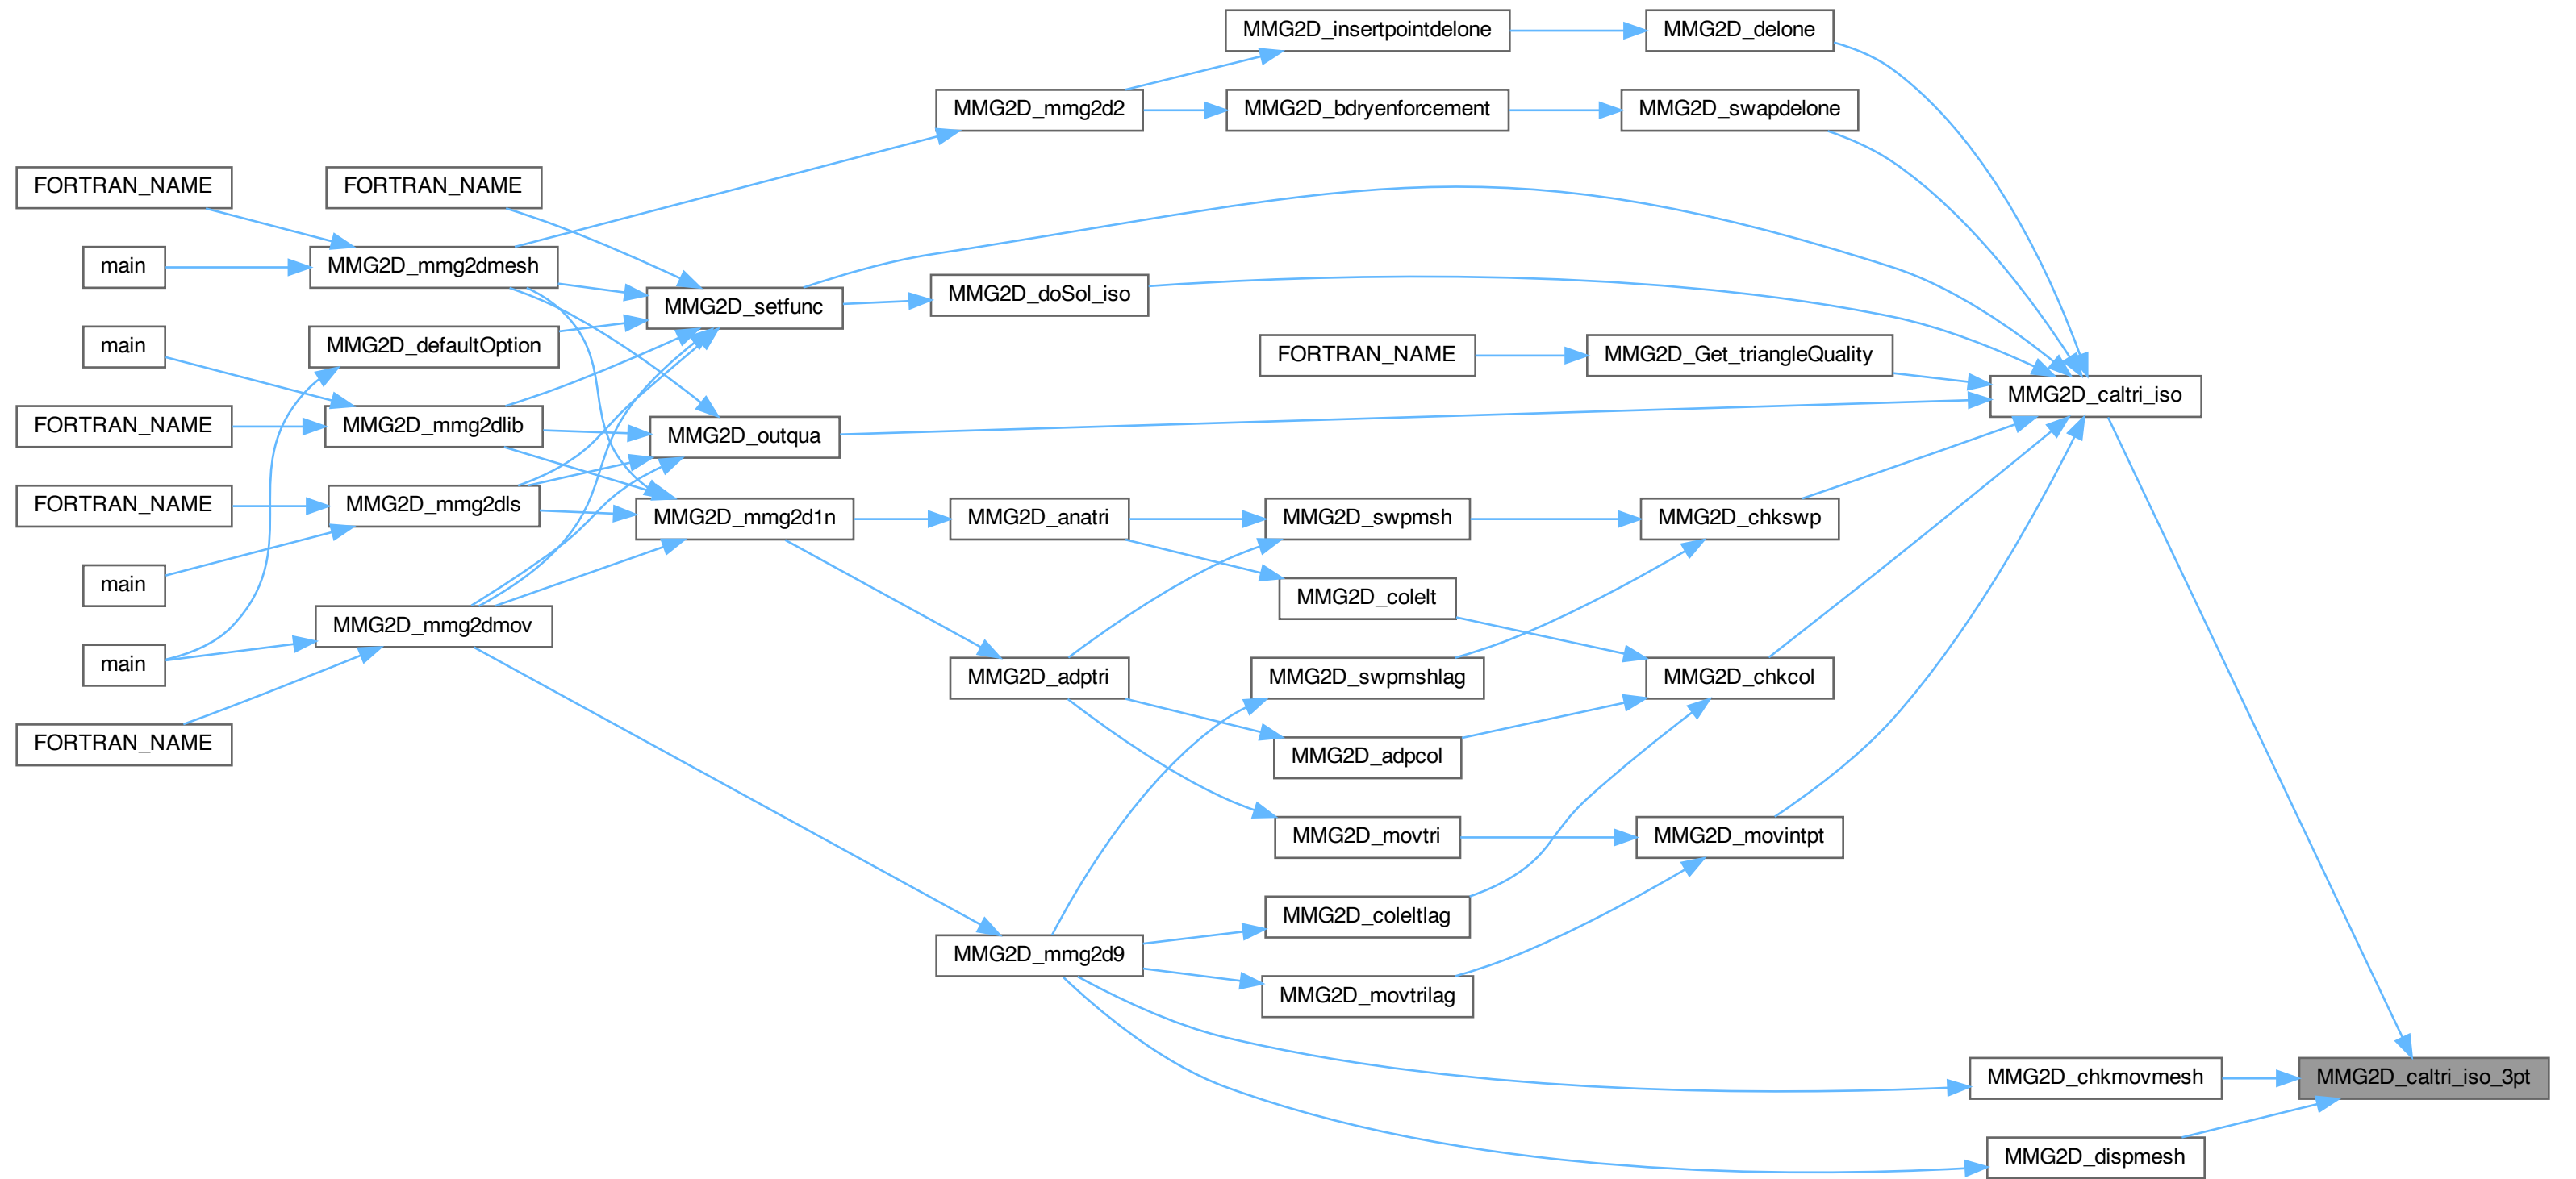 MMG2D_insertpointdelone
MMG2D_delone
MMG2D_mmg2d2
MMG2D_bdryenforcement
MMG2D_swapdelone
FORTRAN_NAME
FORTRAN_NAME
main
MMG2D_mmg2dmesh
MMG2D_setfunc
MMG2D_doSol_iso
main
MMG2D_defaultOption
FORTRAN_NAME
MMG2D_Get_triangleQuality
MMG2D_caltri_iso
FORTRAN_NAME
MMG2D_mmg2dlib
MMG2D_outqua
FORTRAN_NAME
MMG2D_mmg2dls
MMG2D_mmg2d1n
MMG2D_anatri
MMG2D_swpmsh
MMG2D_chkswp
main
MMG2D_colelt
MMG2D_mmg2dmov
main
MMG2D_adptri
MMG2D_swpmshlag
MMG2D_chkcol
FORTRAN_NAME
MMG2D_adpcol
MMG2D_movtri
MMG2D_movintpt
MMG2D_coleltlag
MMG2D_mmg2d9
MMG2D_movtrilag
MMG2D_chkmovmesh
MMG2D_caltri_iso_3pt
MMG2D_dispmesh